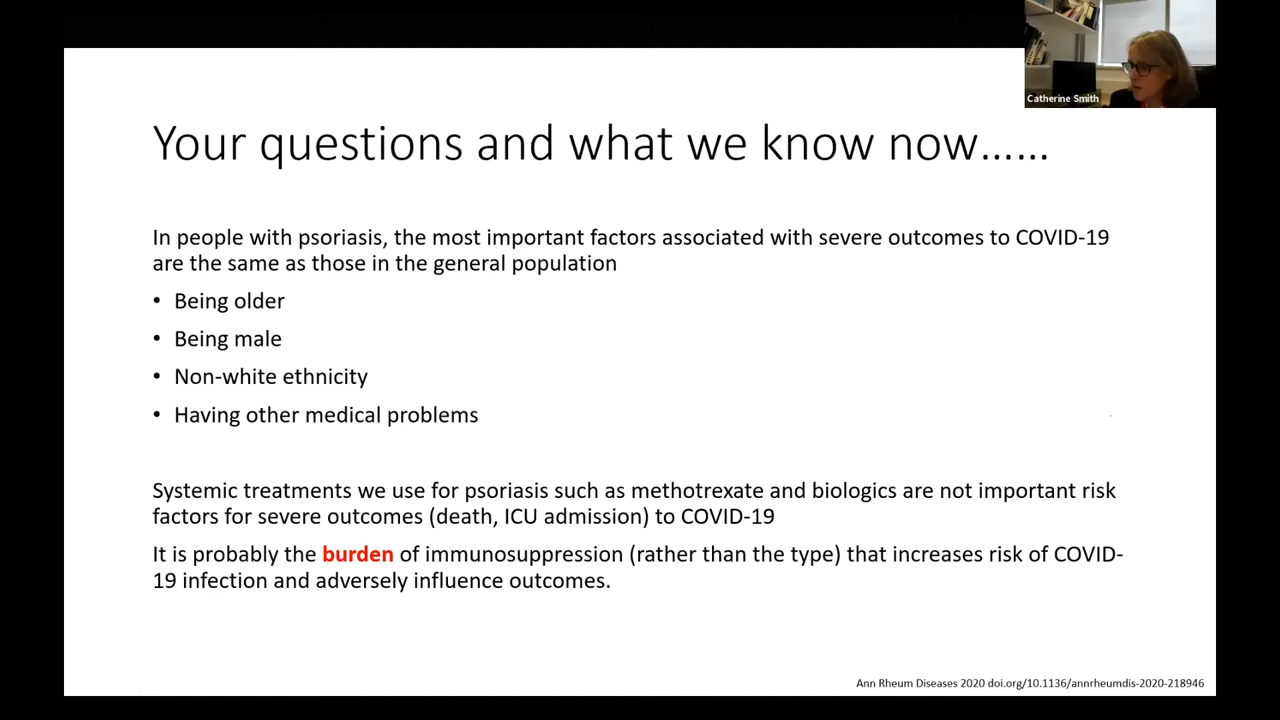 Catherine Smith
Your questions and what we know now......
In people with psoriasis, the most important factors associated with severe outcomes to COVID-19
are the same as those in the general population
• Being older
• Being male
• Non-white ethnicity
• Having other medical problems
Systemic treatments we use for psoriasis such as methotrexate and biologics are not important risk
factors for severe outcomes (death, ICU admission) to COVID-19
It is probably the burden of immunosuppression (rather than the type) that increases risk of COVID-
19 infection and adversely influence outcomes.
Ann Rheum Diseases 2020 doi.org/10.1136/annrheumdis-2020-218946